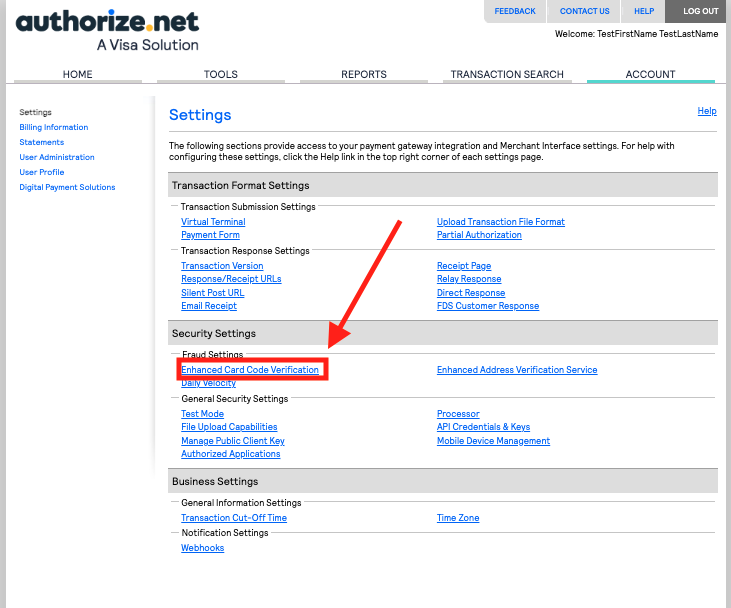 authorize.net
A Visa Solution
FEEDBACK CONTACT US HELP LOG OUT
Welcome: TestFirstName TestLastName
HOME TOOLS REPORTS TRANSACTION SEARCH ACCOUNT
Settings
Billing Information
Statements
User Administration
User Profile
Digital Payment Solutions
Settings
Help
The following sections provide access to your payment gateway integration and Merchant Interface settings. For help with
configuring these settings, click the Help link in the top right corner of each settings page.
Transaction Format Settings
Transaction Submission Settings
Virtual Terminal Upload Transaction File Format
Payment Form Partial Authorization
Transaction Response Settings
Transaction Version Receipt Page
Response/Receipt URLs Relay Response
Silent Post URL Direct Response
Email Receipt FDS Customer Response
Security Settings
Fraud Settings
Enhanced Card Code Verification Enhanced Address Verification Service
Daily Velocity
General Security Settings
Test Mode Processor
File Upload Capabilities API Credentials & Keys
Manage Public Client Key Mobile Device Management
Authorized Applications
Business Settings
General Information Settings
Transaction Cut-Off Time Time Zone
Notification Settings
Webhooks